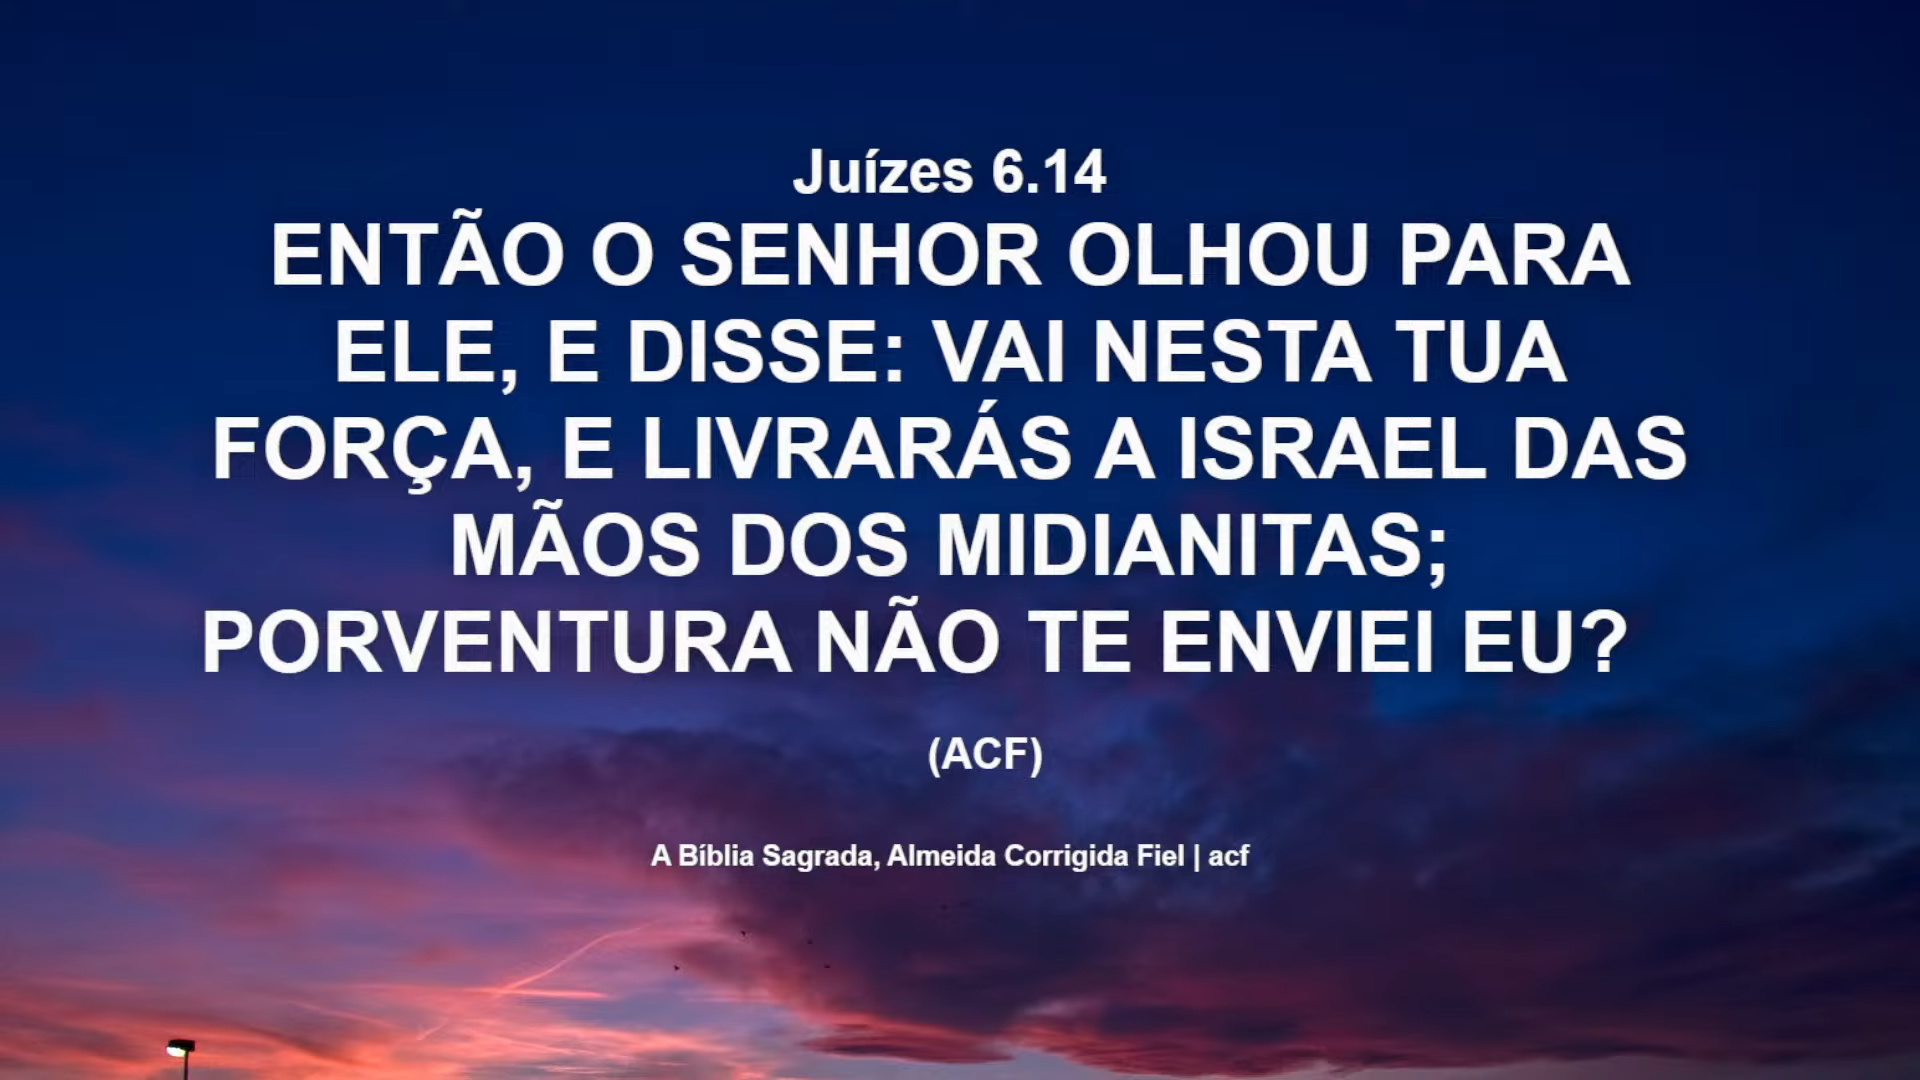 Juízes 6.14
ENTÃO O SENHOR OLHOU PARA
ELE, E DISSE: VAI NESTA TUA
FORÇA, E LIVRARÁS A ISRAEL DAS
MÃOS DOS MIDIANITAS;
PORVENTURA NÃO TE ENVIEI EU?
(ACF)
A Bíblia Sagrada, Almeida Corrigida Fiel | acf